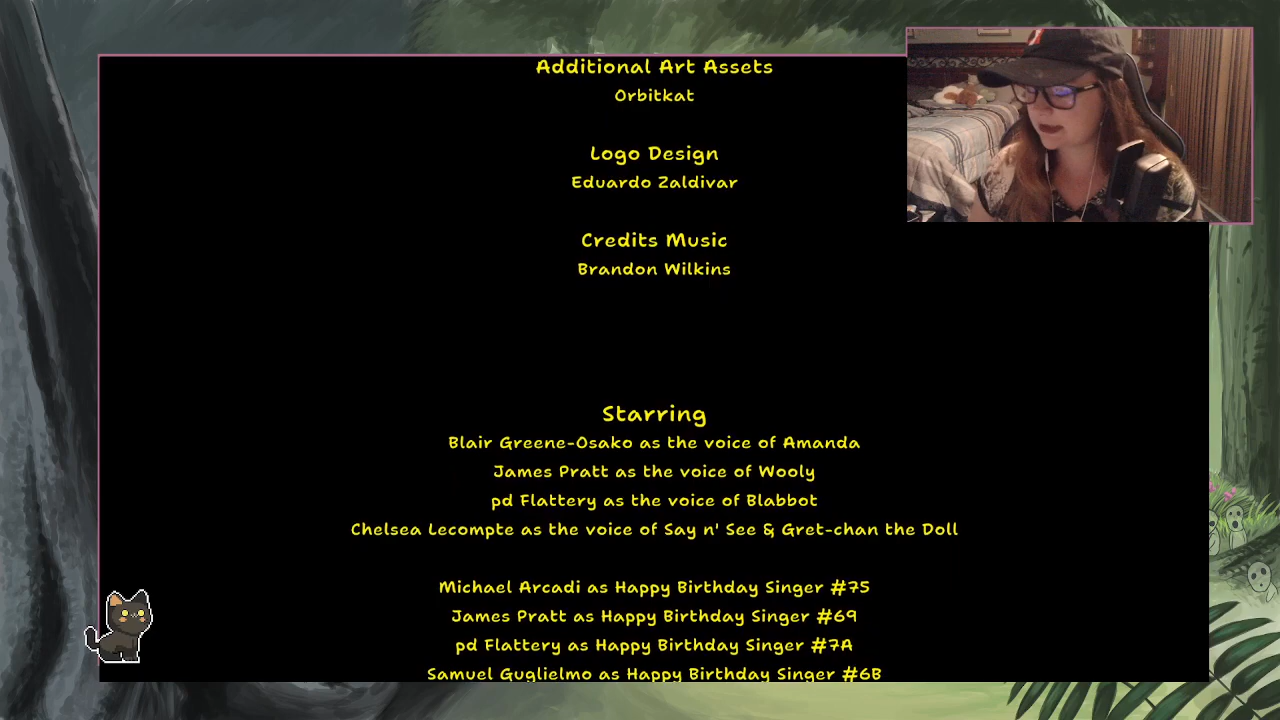 Additional Art Assets
Orbitkat
Logo Design
Eduardo Zaldivar
Credits Music
Brandon Wilkins
Starring
Blair Greene-Osako as the voice of Amanda
James Pratt as the voice of Wooly
pd Flattery as the voice of Blabbot
Chelsea Lecompte as the voice of Say n' See & Gret-chan the Doll
Michael Arcadi as Happy Birthday Singer #75
James Pratt as Happy Birthday Singer #69
pd Flattery as Happy Birthday Singer #7A
Samuel Guglielmo as Happy Birthday Singer #6B